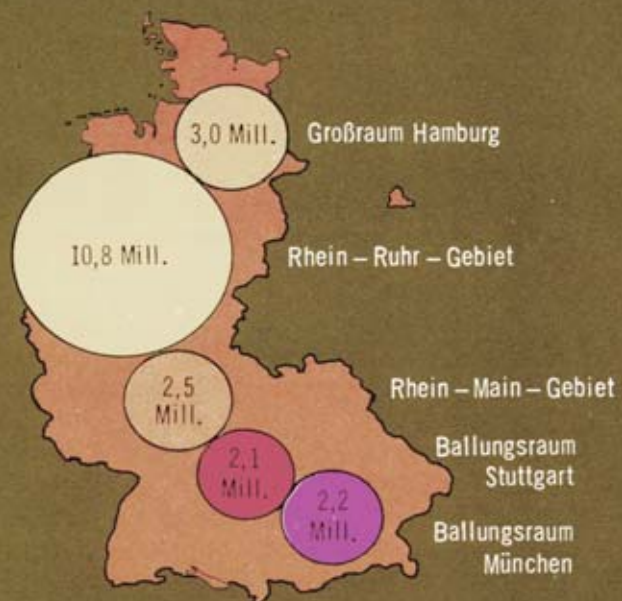 3,0 Mill.
Großraum Hamburg
10,8 Mill.
Rhein – Ruhr – Gebiet
2,5
Mill.
Rhein – Main – Gebiet
2,1
Mill.
Ballungsraum
Stuttgart
2,2
Mill.
Ballungsraum
München